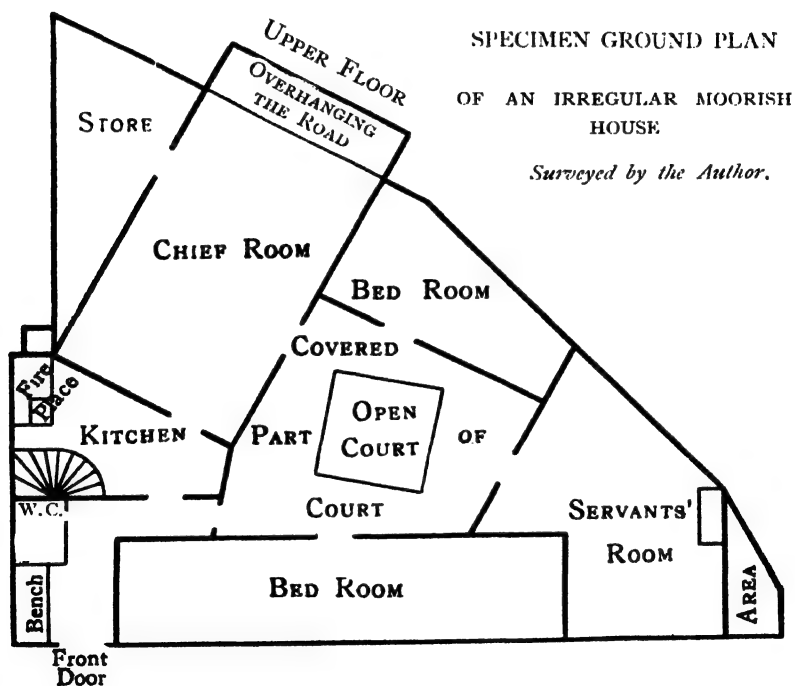 SPECIMEN GROUND PLAN
OF AN IRREGULAR MOORISH
HOUSE
Surveyed by the Author.
UPPER FLOOR
OVERHANGING
THE ROAD
STORE
CHIEF ROOM
BED ROOM
COVERED
Fire
Place
KITCHEN
PART
OPEN
COURT
OF
W.C.
COURT
SERVANTS'
ROOM
BED ROOM
Bench
AREA
Front
Door